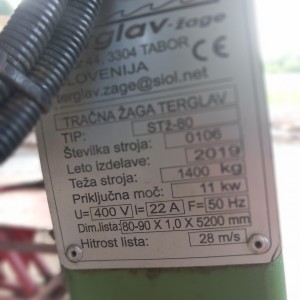 glav-žage
44, 3304 TABOR
SLOVENIJA
terglav.zage@siol.net
CE
TRAČNA ŽAGA TERGLAV
TIP: STž-80
Številka stroja: 0106
Leto izdelave: 2019
Teža stroja: 1400 kg
Priključna moč: 11 kw
U= 400 V I= 22 A F= 50 Hz
Dim.lista: 80-90 X 1,0 X 5200 mm
Hitrost lista: 28 m/s